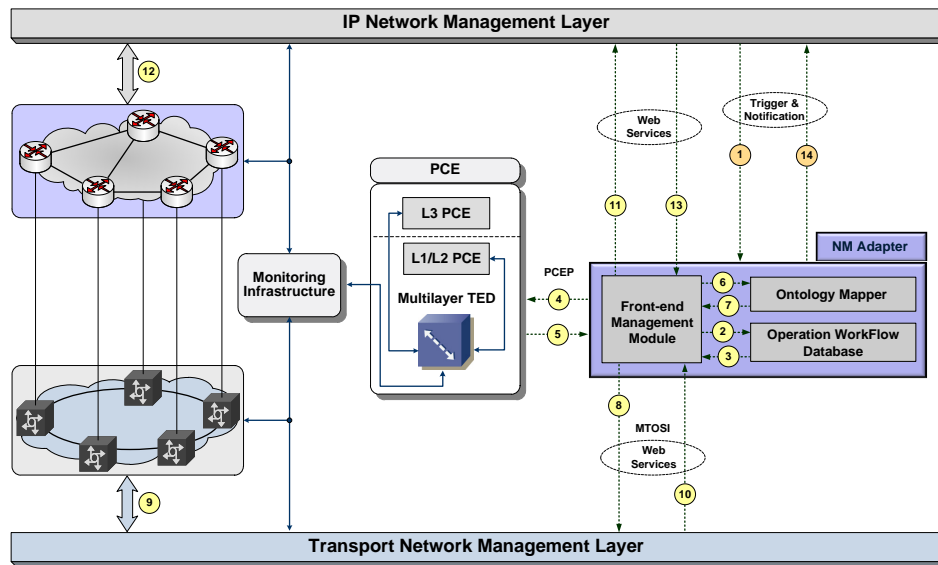 IP Network Management Layer
12
Web
Services
Trigger &
Notification
1
14
11
13
PCE
L3 PCE
L1/L2 PCE
Multilayer TED
Monitoring
Infrastructure
PCEP
4
5
NM Adapter
Front-end
Management
Module
6
7
2
3
Ontology Mapper
Operation WorkFlow
Database
8
MTOSI
Web
Services
10
9
Transport Network Management Layer